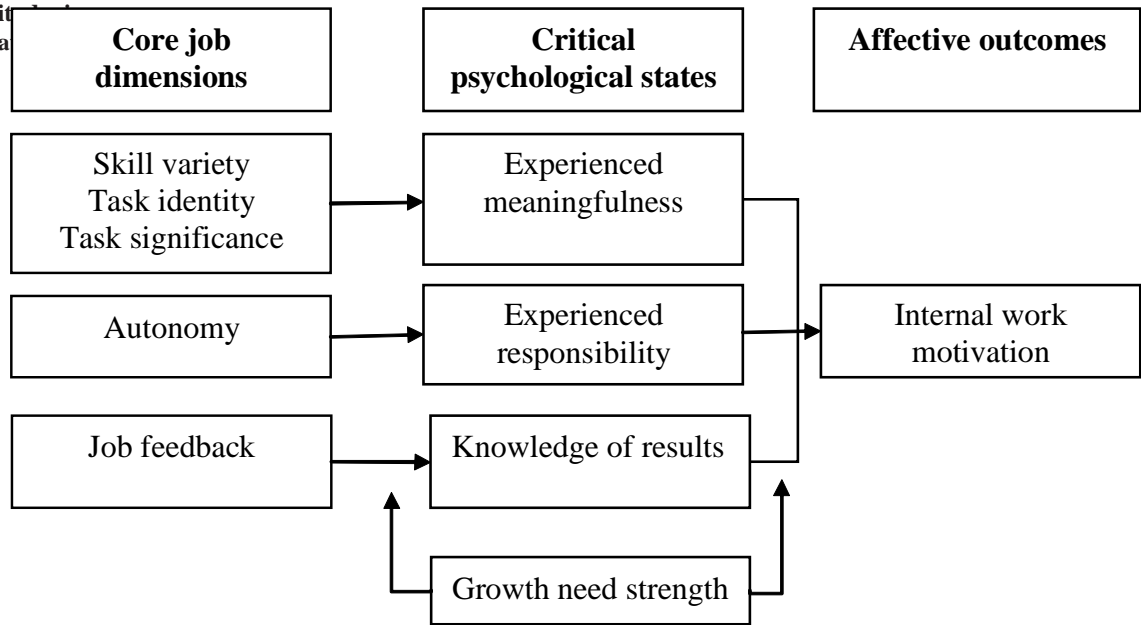 Core job
dimensions
Critical
psychological states
Affective outcomes
Skill variety
Task identity
Task significance
Experienced
meaningfulness
Autonomy
Experienced
responsibility
Internal work
motivation
Job feedback
Knowledge of results
Growth need strength